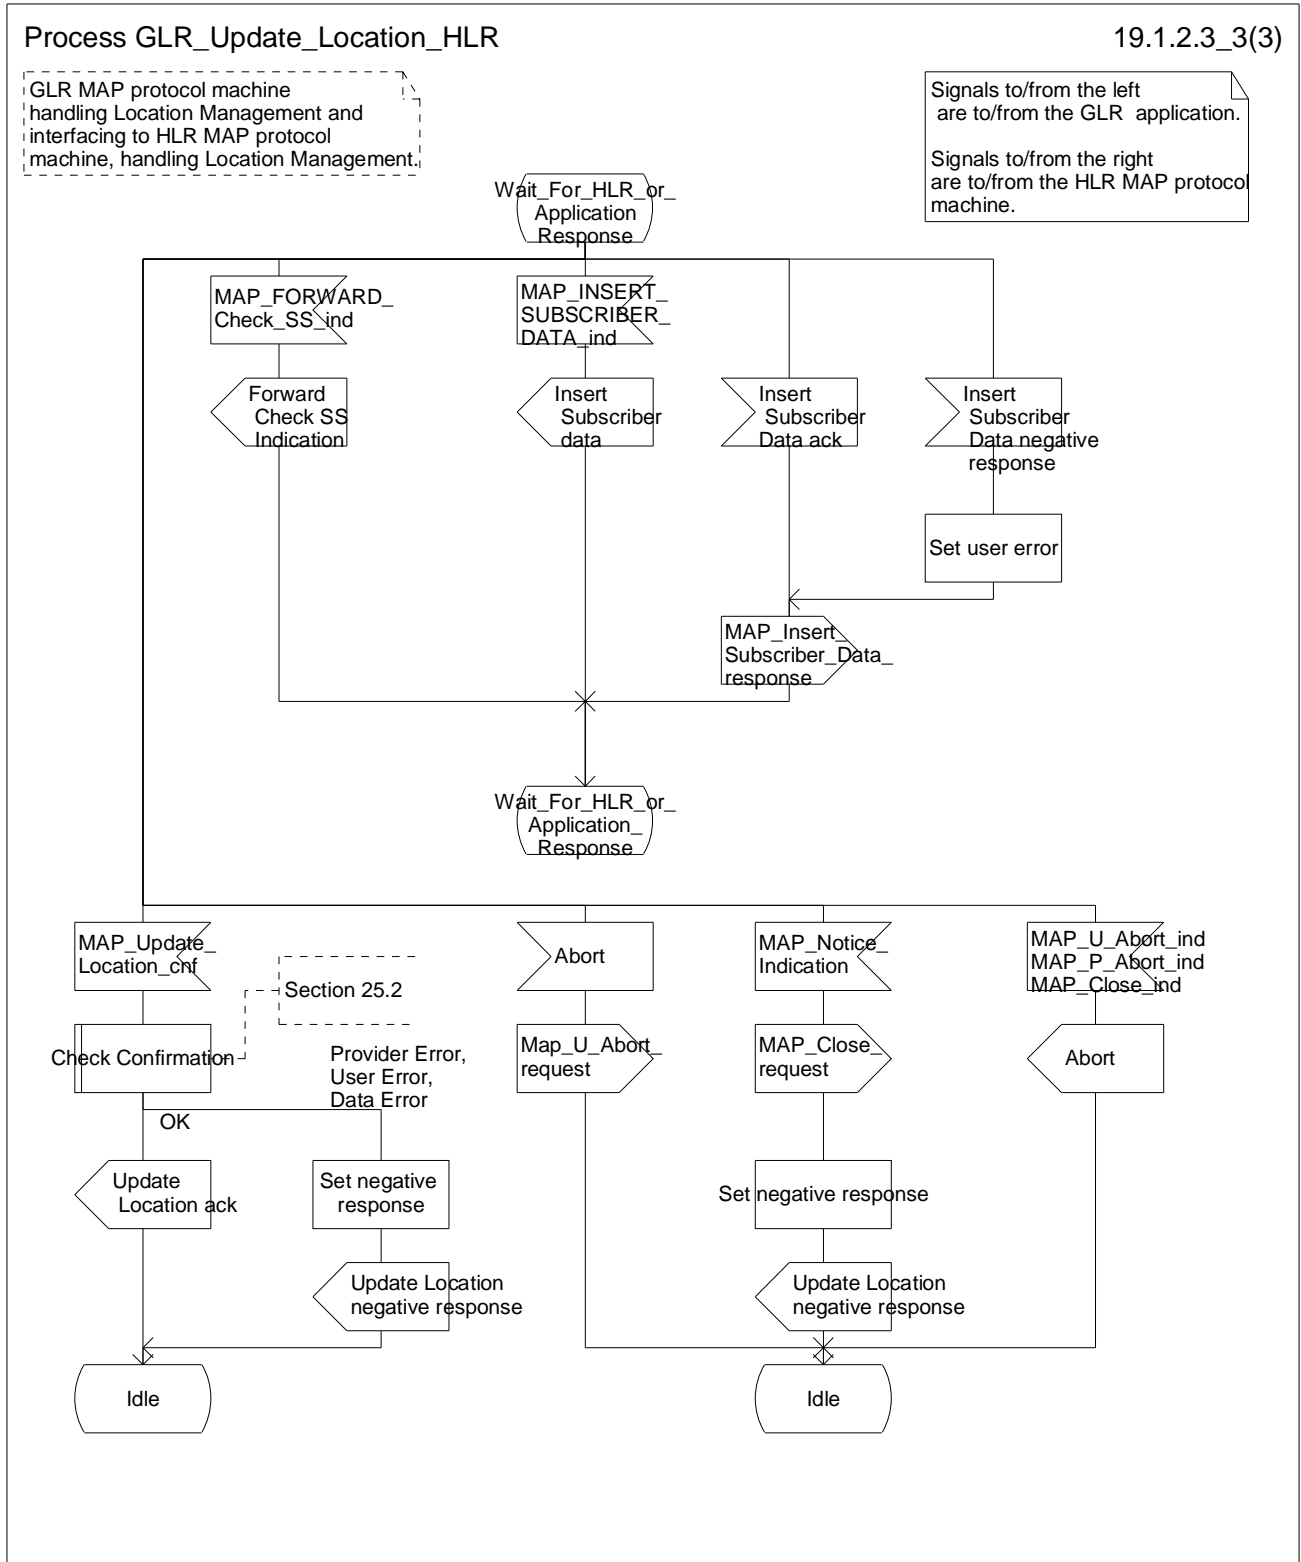 Process GLR_Update_Location_HLR
19.1.2.3_3(3)
GLR MAP protocol machine
handling Location Management and
interfacing to HLR MAP protocol
machine, handling Location Management.
Signals to/from the left
are to/from the GLR application.
Signals to/from the right
are to/from the HLR MAP protocol
machine.
Wait_For_HLR_or_
Application
Response
MAP_FORWARD_
Check_SS_ind
MAP_INSERT_
SUBSCRIBER_
DATA_ind
Forward
Check SS
Indication
Insert
Subscriber
data
Insert
Subscriber
Data ack
Insert
Subscriber
Data negative
response
Set user error
MAP_Insert_
Subscriber_Data_
response
Wait_For_HLR_or_
Application_
Response
MAP_Update_
Location_cnf
Section 25.2
Abort
MAP_Notice_
Indication
MAP_U_Abort_ind
MAP_P_Abort_ind
MAP_Close_ind
Check Confirmation
Provider Error,
User Error,
Data Error
Map_U_Abort_
request
MAP_Close_
request
Abort
OK
Update
Location ack
Set negative
response
Set negative response
Update Location
negative response
Update Location
negative response
Idle
Idle